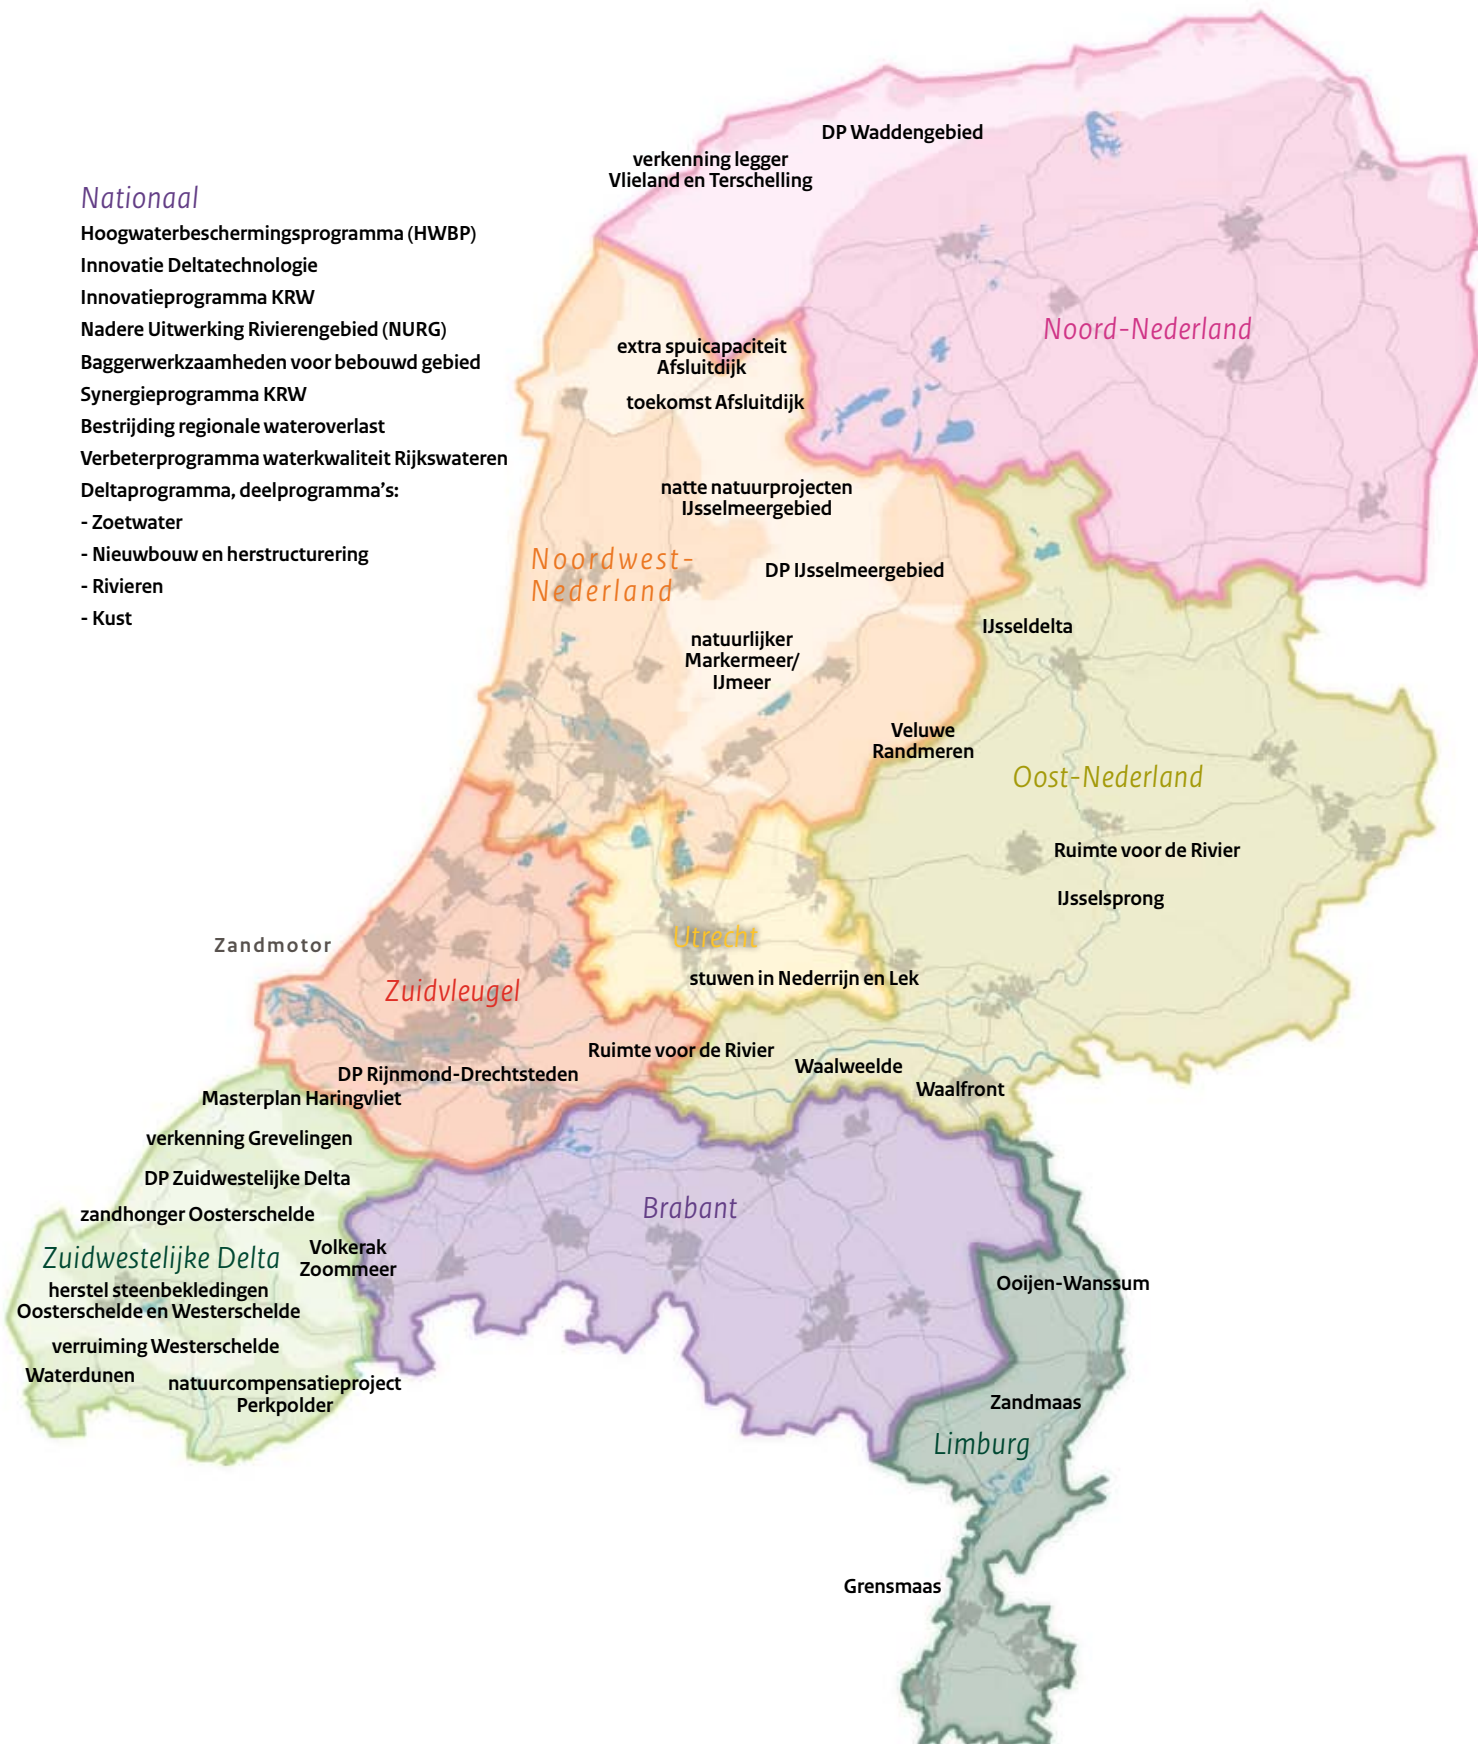 Nationaal
Hoogwaterbeschermingsprogramma (HWBP)
Innovatie Deltatechnologie
Innovatieprogramma KRW
Nadere Uitwerking Rivierengebied (NURG)
Baggerwerkzaamheden voor bebouwd gebied
Synergieprogramma KRW
Bestrijding regionale wateroverlast
Verbeterprogramma waterkwaliteit Rijkswateren
Deltaprogramma, deelprogramma's:
- Zoetwater
- Nieuwbouw en herstructurering
- Rivieren
- Kust
DP Waddengebied
verkenning legger
Vlieland en Terschelling
Noord-Nederland
extra spuicapaciteit
Afsluitdijk
toekomst Afsluitdijk
natte natuurprojecten
IJsselmeergebied
Noordwest-
Nederland
DP IJsselmeergebied
natuurlijker
Markermeer/
IJmeer
IJsseldelta
Veluwe
Randmeren
Oost-Nederland
Ruimte voor de Rivier
IJsselsprong
Zandmotor
Utrecht
stuwen in Nederrijn en Lek
Zuidvleugel
Ruimte voor de Rivier
Waalweelde
Waalfront
DP Rijnmond-Drechtsteden
Masterplan Haringvliet
verkenning Grevelingen
DP Zuidwestelijke Delta
zandhonger Oosterschelde
Zuidwestelijke Delta
Volkerak
Zoommeer
herstel steenbekledingen
Oosterschelde en Westerschelde
verruiming Westerschelde
Waterdunen
natuurcompensatieproject
Perkpolder
Brabant
Ooijen-Wanssum
Zandmaas
Limburg
Grensmaas